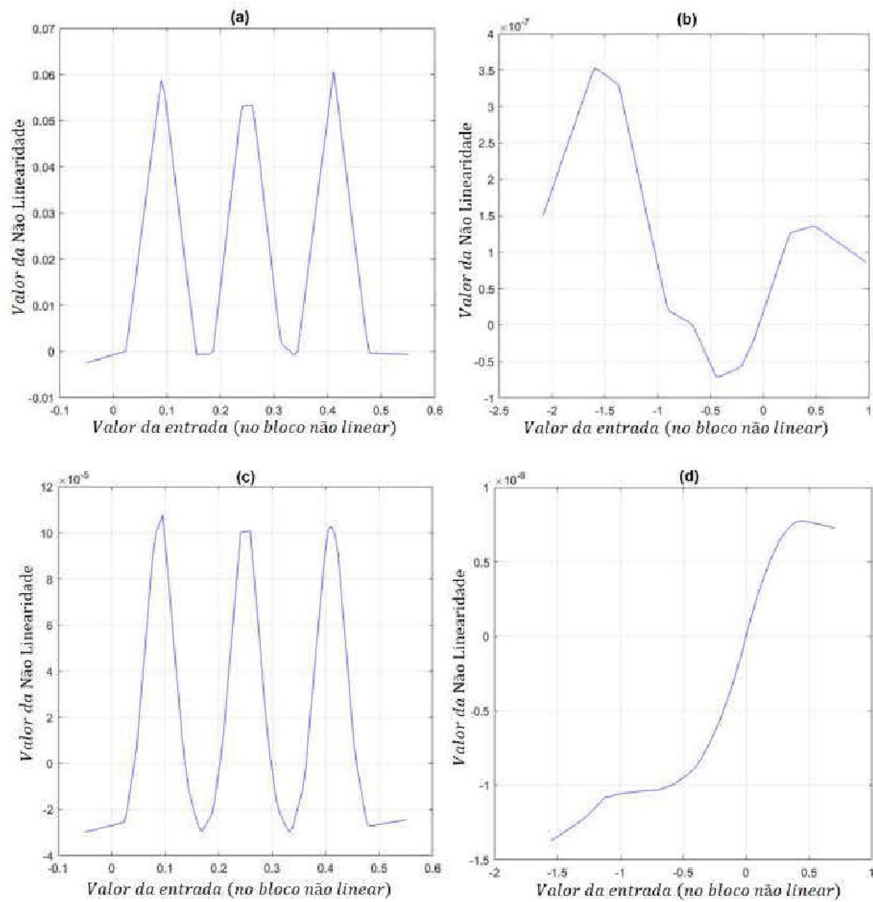 (a)
0.07
0.06
0.05
0.04
0.03
0.02
0.01
0
-0.01
-0.1 0 0.1 0.2 0.3 0.4 0.5 0.6
Valor da Não Linearidade
Valor da entrada (no bloco não linear)
(b)
×10-7
4
3.5
3
2.5
2
1.5
1
0.5
0
-0.5
-1
-2.5 -2 -1.5 -1 -0.5 0 0.5 1
Valor da Não Linearidade
Valor da entrada (no bloco não linear)
(c)
×10-5
12
10
8
6
4
2
0
-2
-4
-0.1 0 0.1 0.2 0.3 0.4 0.5 0.6
Valor da Não Linearidade
Valor da entrada (no bloco não linear)
(d)
1
0.5
0
-0.5
-1
-1.5
-2 -1.5 -1 -0.5 0 0.5 1
Valor da Não Linearidade
Valor da entrada (no bloco não linear)